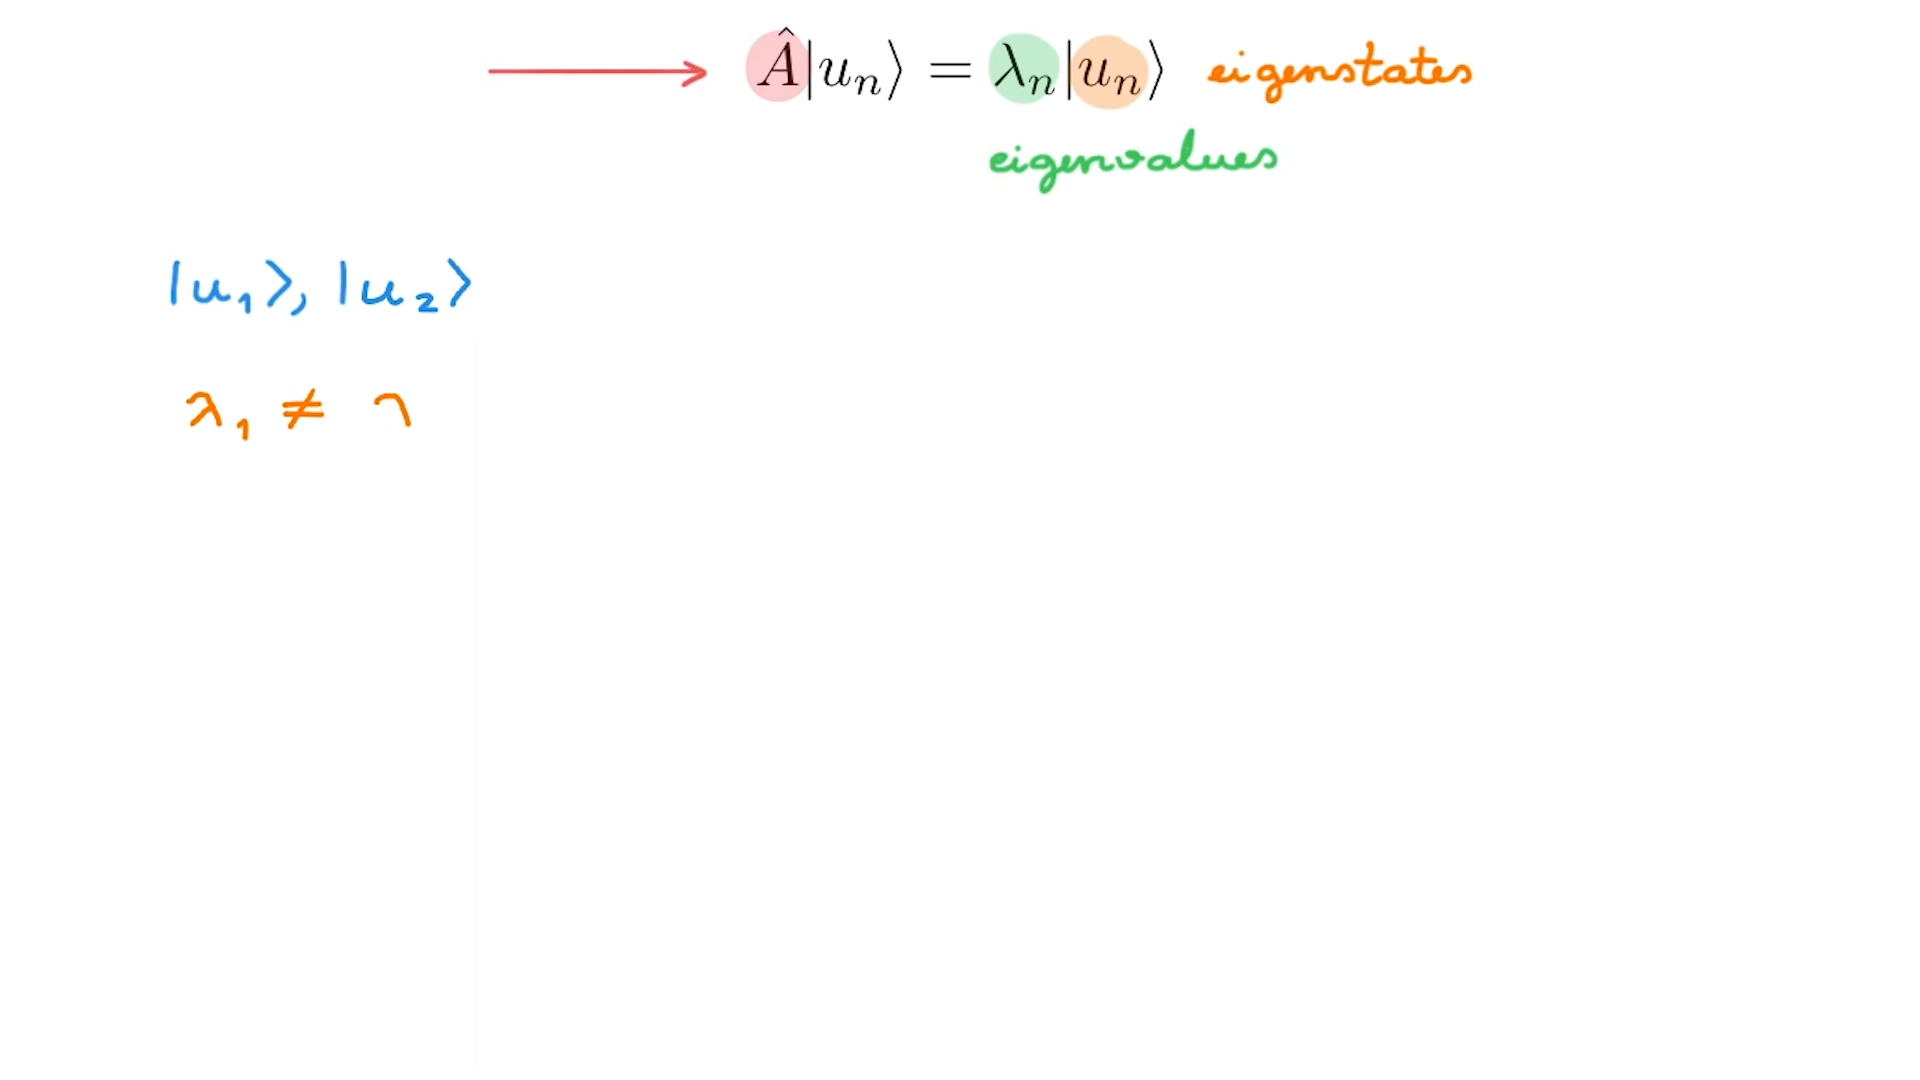 Â|uₙ⟩ = λₙ|uₙ⟩ eigenstates
eigenvalues
|u₁⟩, |u₂⟩
λ₁ ≠